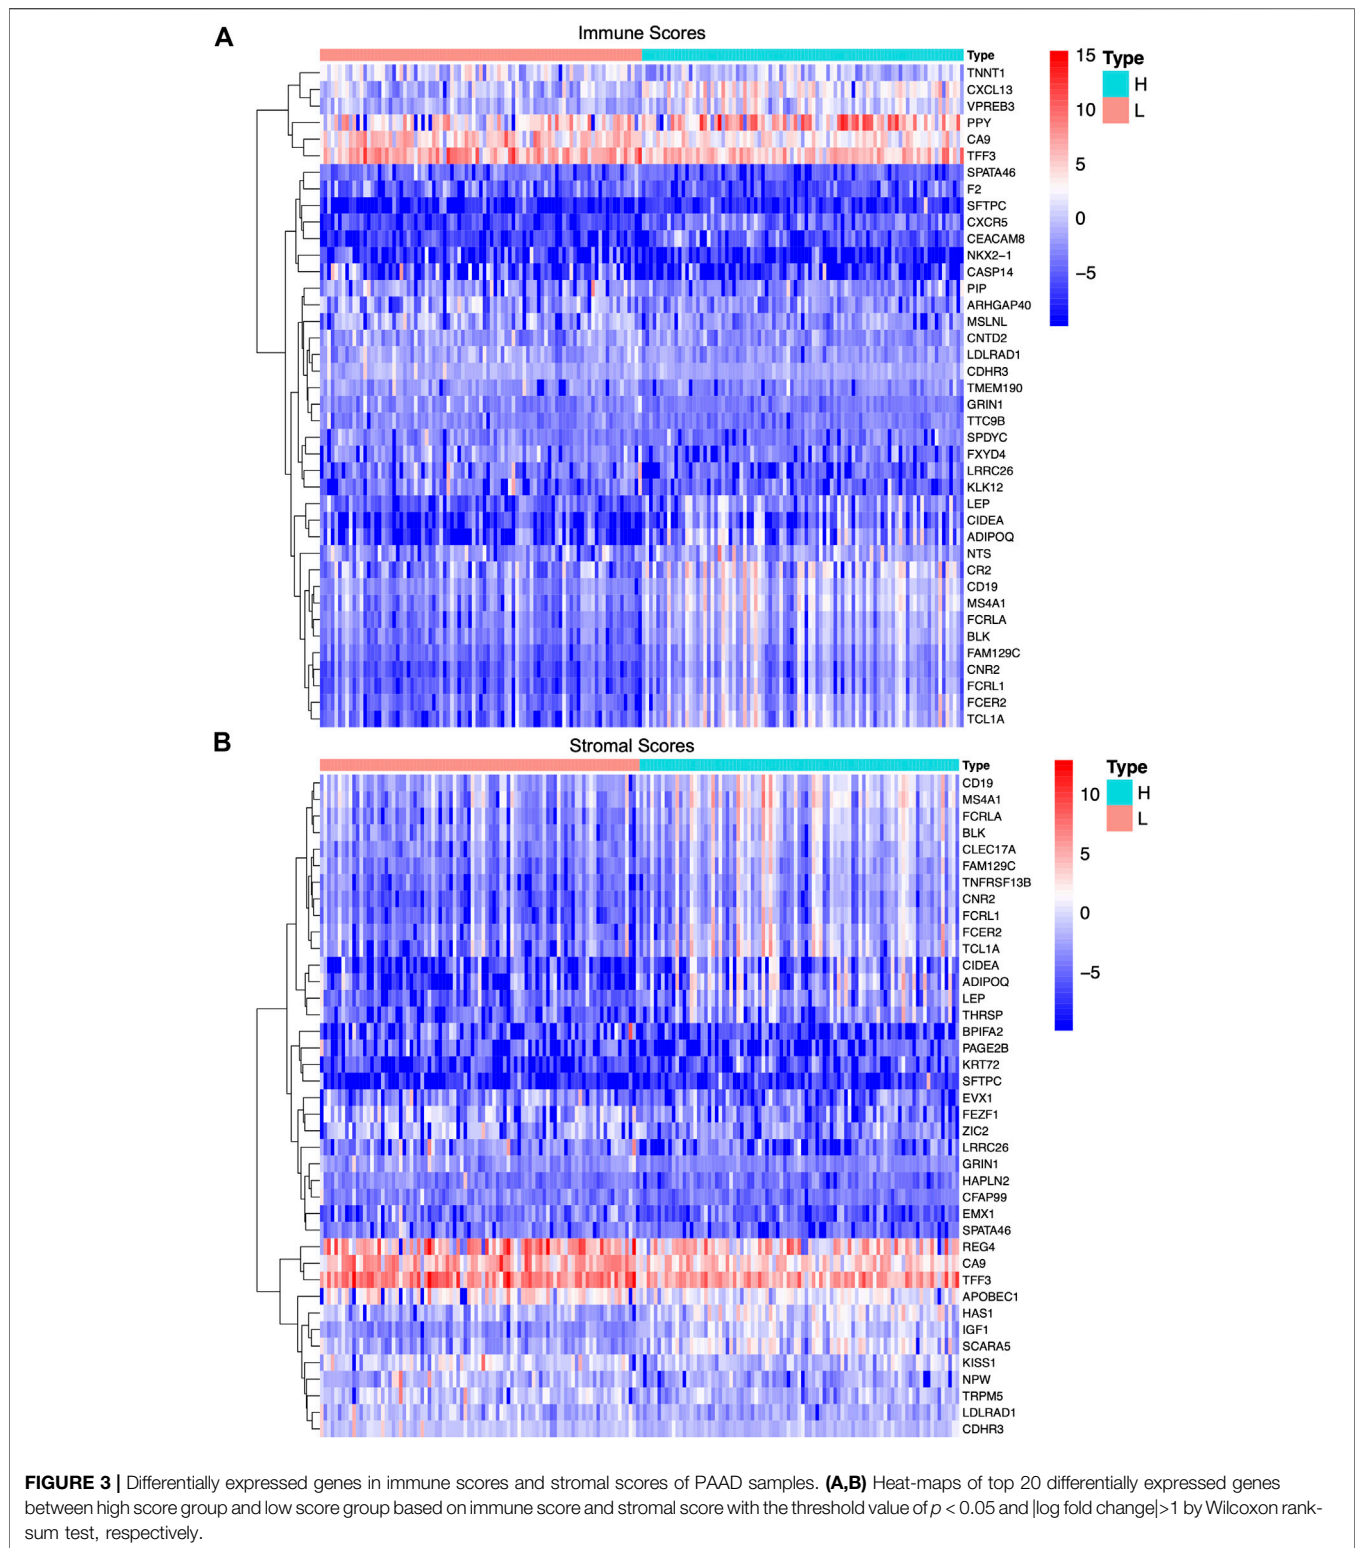 A
Immune Scores
Type
TNNT1
CXCL13
VPREB3
PPY
CA9
TFF3
SPATA46
F2
SFTPC
CXCR5
CEACAM8
NKX2−1
CASP14
PIP
ARHGAP40
MSLNL
CNTD2
LDLRAD1
CDHR3
TMEM190
GRIN1
TTC9B
SPDYC
FXYD4
LRRC26
KLK12
LEP
CIDEA
ADIPOQ
NTS
CR2
CD19
MS4A1
FCRLA
BLK
FAM129C
CNR2
FCRL1
FCER2
TCL1A
15
10
5
0
−5
Type
H
L
B
Stromal Scores
Type
CD19
MS4A1
FCRLA
BLK
CLEC17A
FAM129C
TNFRSF13B
CNR2
FCRL1
FCER2
TCL1A
CIDEA
ADIPOQ
LEP
THRSP
BPIFA2
PAGE2B
KRT72
SFTPC
EVX1
FEZF1
ZIC2
LRRC26
GRIN1
HAPLN2
CFAP99
EMX1
SPATA46
REG4
CA9
TFF3
APOBEC1
HAS1
IGF1
SCARA5
KISS1
NPW
TRPM5
LDLRAD1
CDHR3
10
5
0
−5
Type
H
L
FIGURE 3 | Differentially expressed genes in immune scores and stromal scores of PAAD samples. (A,B) Heat-maps of top 20 differentially expressed genes
between high score group and low score group based on immune score and stromal score with the threshold value of p < 0.05 and |log fold change|>1 by Wilcoxon rank-
sum test, respectively.